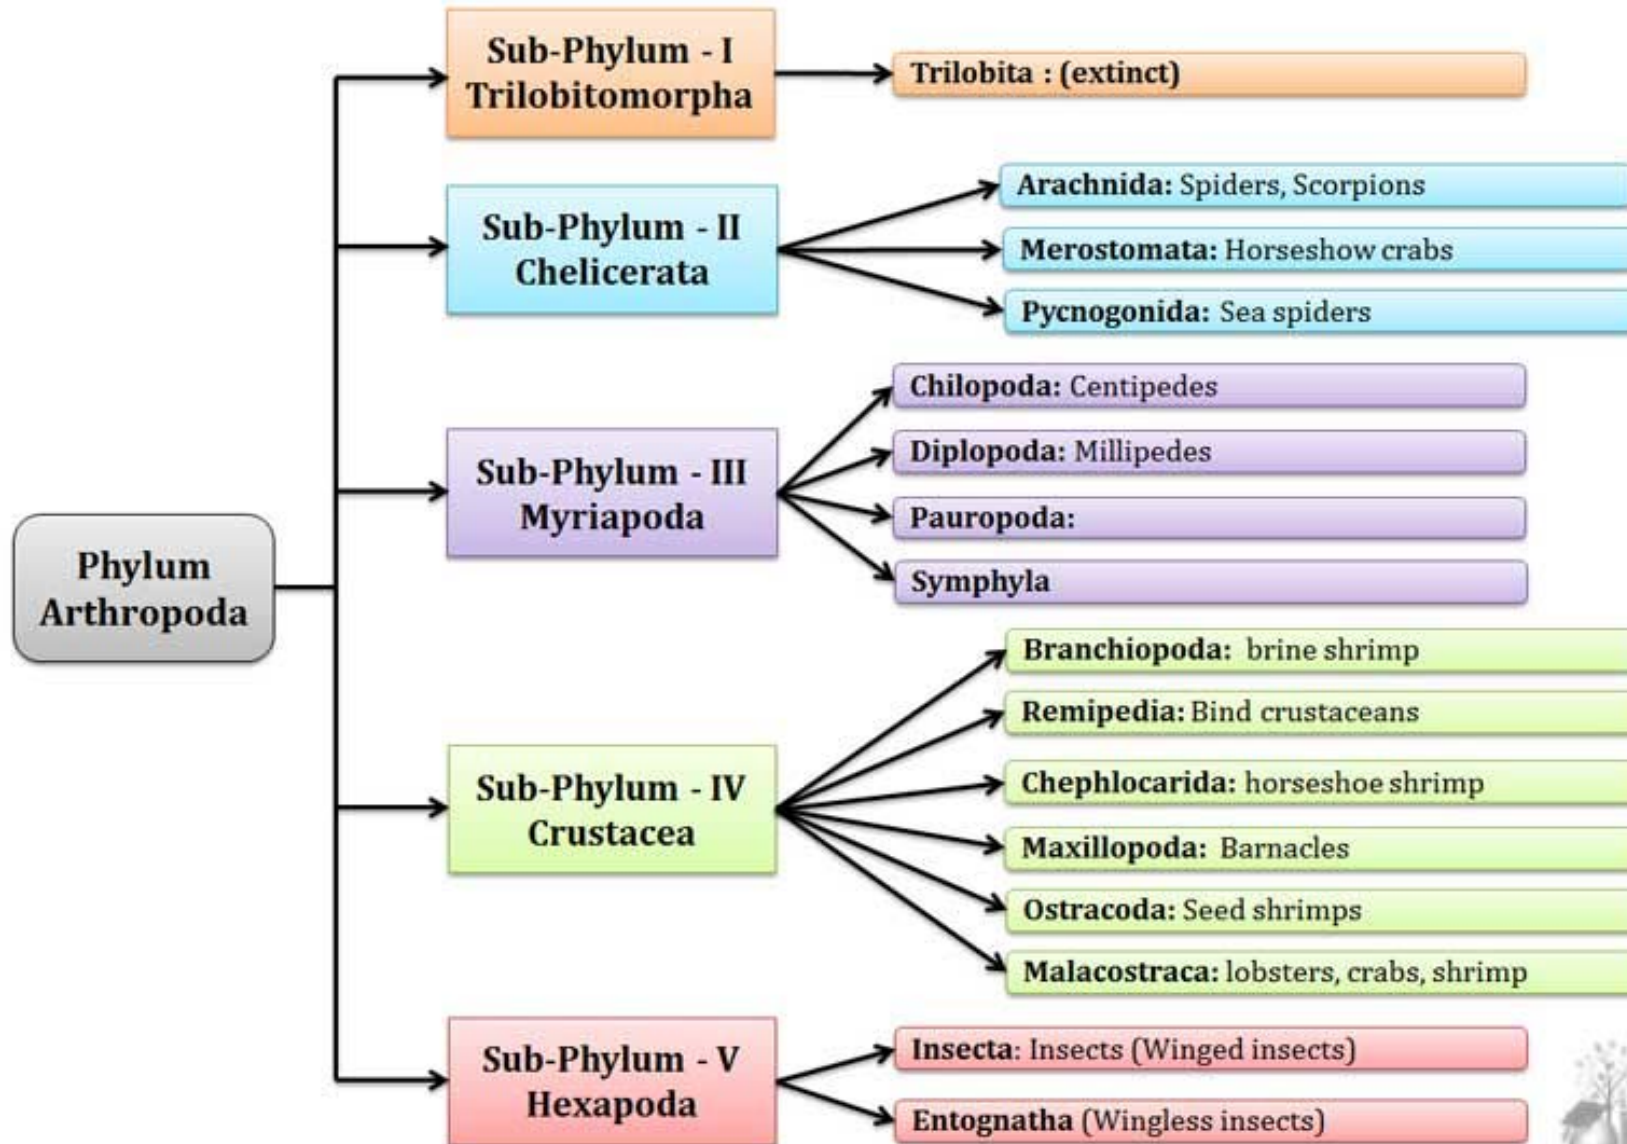 Sub-Phylum - I
Trilobitomorpha
Trilobita : (extinct)
Sub-Phylum - II
Chelicerata
Arachnida: Spiders, Scorpions
Merostomata: Horseshow crabs
Pycnogonida: Sea spiders
Sub-Phylum - III
Myriapoda
Chilopoda: Centipedes
Diplopoda: Millipedes
Pauropoda:
Symphyla
Phylum
Arthropoda
Sub-Phylum - IV
Crustacea
Branchiopoda: brine shrimp
Remipedia: Bind crustaceans
Chephlocarida: horseshoe shrimp
Maxillopoda: Barnacles
Ostracoda: Seed shrimps
Malacostraca: lobsters, crabs, shrimp
Sub-Phylum - V
Hexapoda
Insecta: Insects (Winged insects)
Entognatha (Wingless insects)